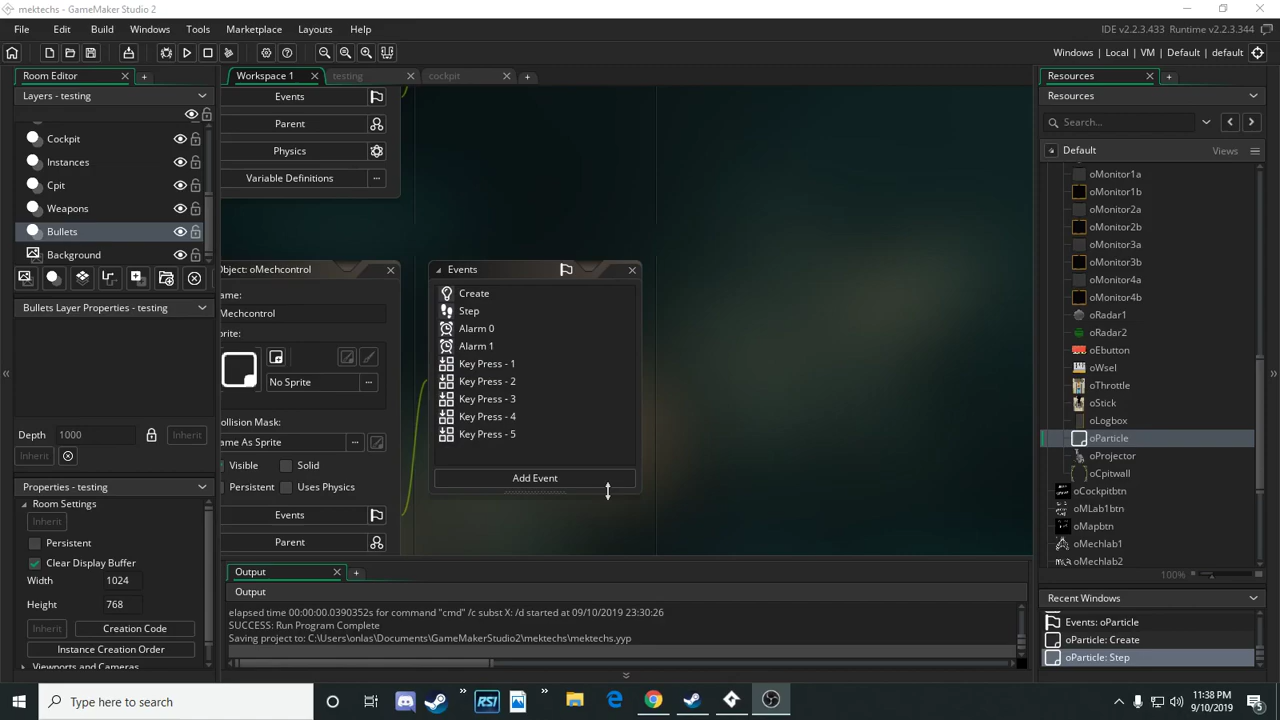 mektechs - GameMaker Studio 2
File Edit Build Windows Tools Marketplace Layouts Help
IDE v2.2.3.433 Runtime v2.2.3.344
Windows | Local | VM | Default | default
Room Editor
Layers - testing
Cockpit
Instances
Cpit
Weapons
Bullets
Background
Bullets Layer Properties - testing
Depth 1000 Inherit
Inherit
Properties - testing
Room Settings
Inherit
Persistent
Clear Display Buffer
Width 1024
Height 768
Inherit Creation Code
Instance Creation Order
Viewports and Cameras
Workspace 1 testing cockpit
Events
Parent
Physics
Variable Definitions
Object: oMechcontrol
ame:
Mechcontrol
rite:
No Sprite
ollision Mask:
ame As Sprite
Visible Solid
Persistent Uses Physics
Events
Parent
Events
Create
Step
Alarm 0
Alarm 1
Key Press - 1
Key Press - 2
Key Press - 3
Key Press - 4
Key Press - 5
Add Event
Output
Output
elapsed time 00:00:00.0390352s for command "cmd" /c subst X: /d started at 09/10/2019 23:30:26
SUCCESS: Run Program Complete
Saving project to: C:\Users\onlas\Documents\GameMakerStudio2\mektechs\mektechs.yyp
Resources
Resources
Search...
Default Views
oMonitor1a
oMonitor1b
oMonitor2a
oMonitor2b
oMonitor3a
oMonitor3b
oMonitor4a
oMonitor4b
oRadar1
oRadar2
oEbutton
oWsel
oThrottle
oStick
oLogbox
oParticle
oProjector
oCpitwall
oCockpitbtn
oMLab1btn
oMapbtn
oMechlab1
oMechlab2
100%
Recent Windows
Events: oParticle
oParticle: Create
oParticle: Step
Type here to search
RSI
11:38 PM
9/10/2019
5